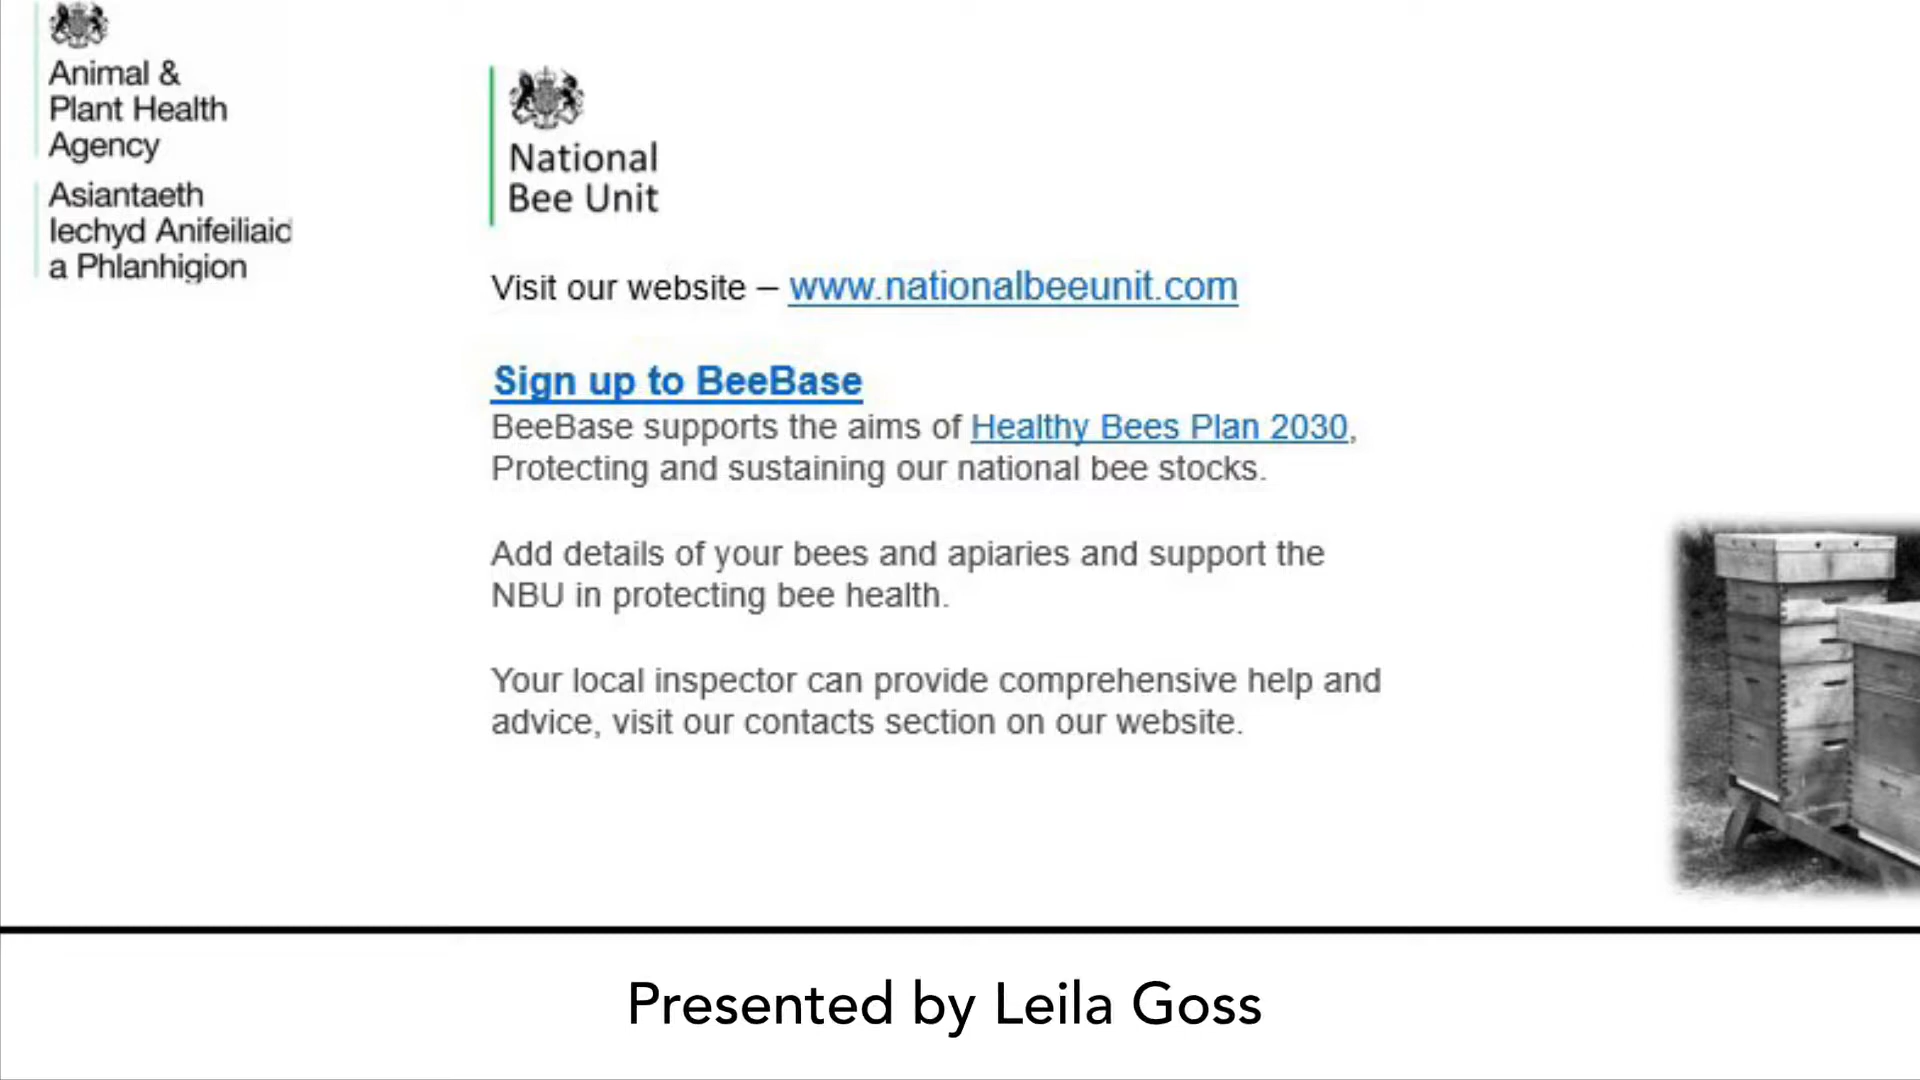 Animal &
Plant Health
Agency
Asiantaeth
Iechyd Anifeiliaid
a Phlanhigion
National
Bee Unit
Visit our website – www.nationalbeeunit.com
Sign up to BeeBase
BeeBase supports the aims of Healthy Bees Plan 2030,
Protecting and sustaining our national bee stocks.
Add details of your bees and apiaries and support the
NBU in protecting bee health.
Your local inspector can provide comprehensive help and
advice, visit our contacts section on our website.
Presented by Leila Goss